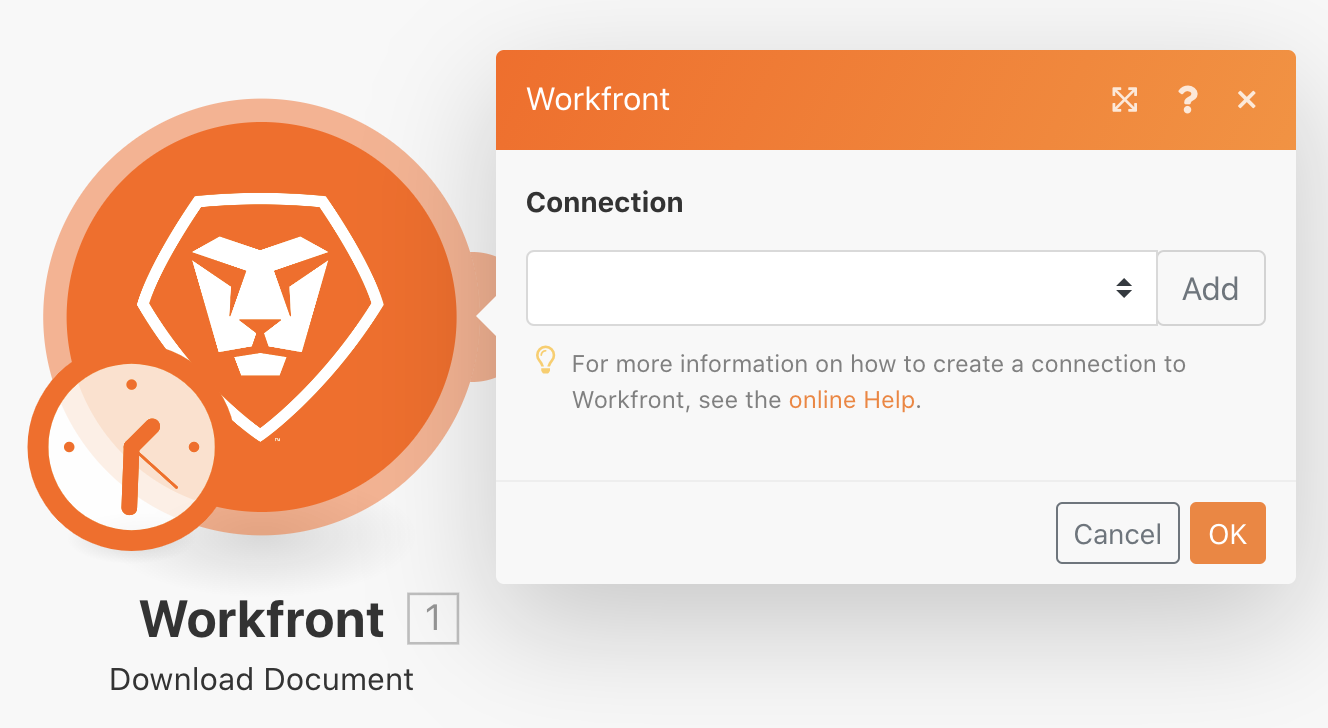 Workfront
Connection
Add
For more information on how to create a connection to
Workfront, see the online Help.
Cancel
OK
Workfront 1
Download Document